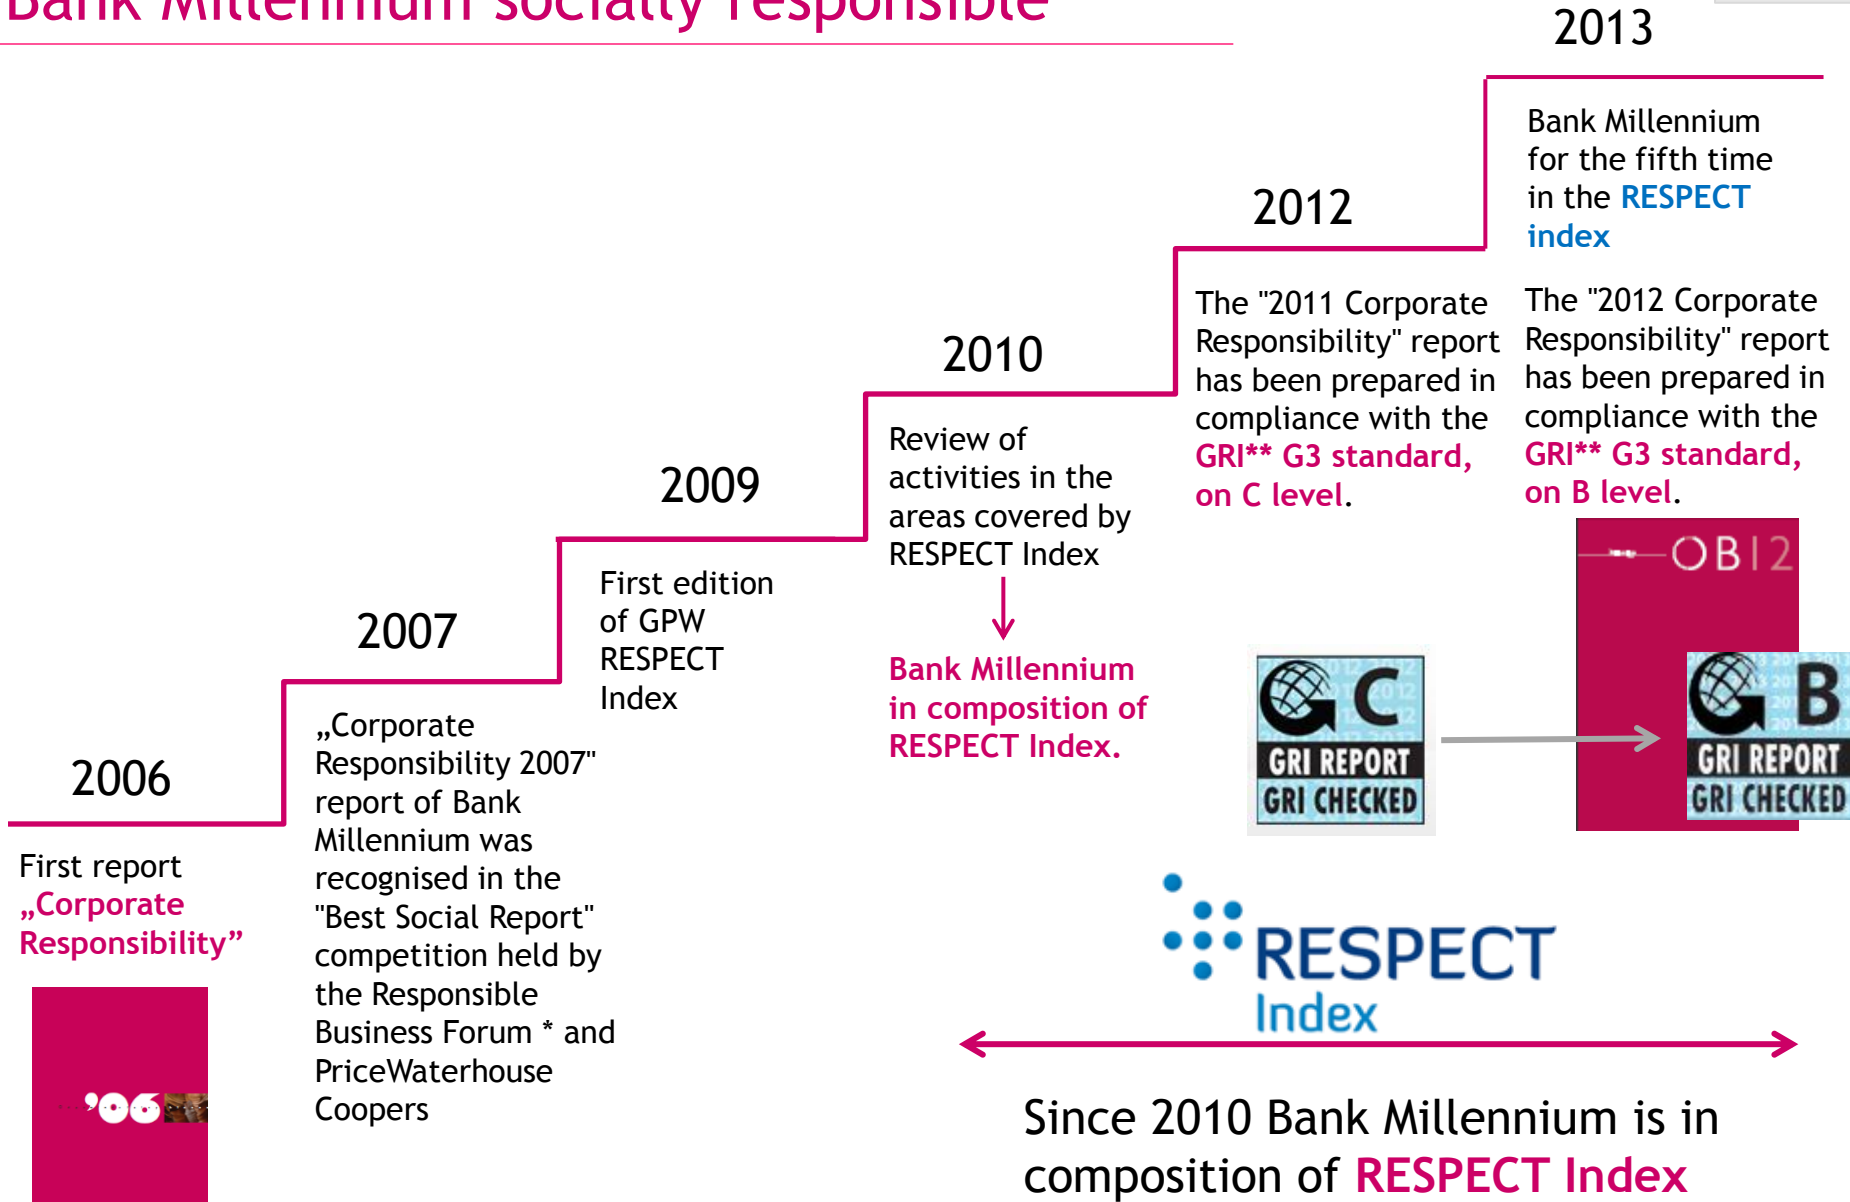 Bank Millennium socially responsible
2013
Bank Millennium
for the fifth time
in the RESPECT
index
The "2012 Corporate
Responsibility" report
has been prepared in
compliance with the
GRI** G3 standard,
on B level.
2012
The "2011 Corporate
Responsibility" report
has been prepared in
compliance with the
GRI** G3 standard,
on C level.
2010
Review of
activities in the
areas covered by
RESPECT Index
Bank Millennium
in composition of
RESPECT Index.
2009
First edition
of GPW
RESPECT
Index
2007
„Corporate
Responsibility 2007"
report of Bank
Millennium was
recognised in the
"Best Social Report"
competition held by
the Responsible
Business Forum * and
PriceWaterhouse
Coopers
2006
First report
„Corporate
Responsibility”
'06
C
GRI REPORT
GRI CHECKED
OB12
B
GRI REPORT
GRI CHECKED
RESPECT
Index
Since 2010 Bank Millennium is in
composition of RESPECT Index